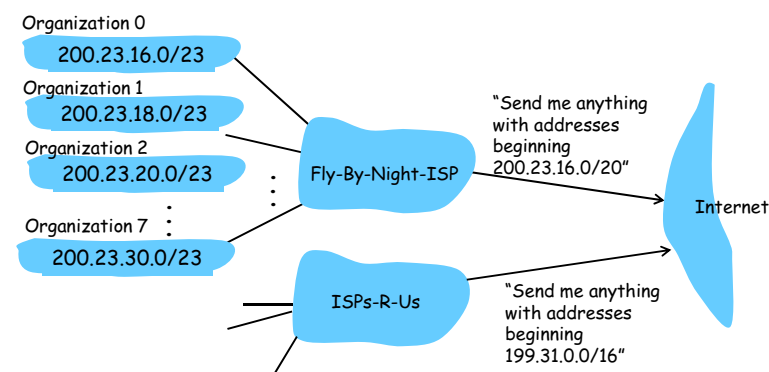 Organization 0
200.23.16.0/23
Organization 1
200.23.18.0/23
Organization 2
200.23.20.0/23
Organization 7
200.23.30.0/23
Fly-By-Night-ISP
“Send me anything
with addresses
beginning
200.23.16.0/20”
Internet
ISPs-R-Us
“Send me anything
with addresses
beginning
199.31.0.0/16”